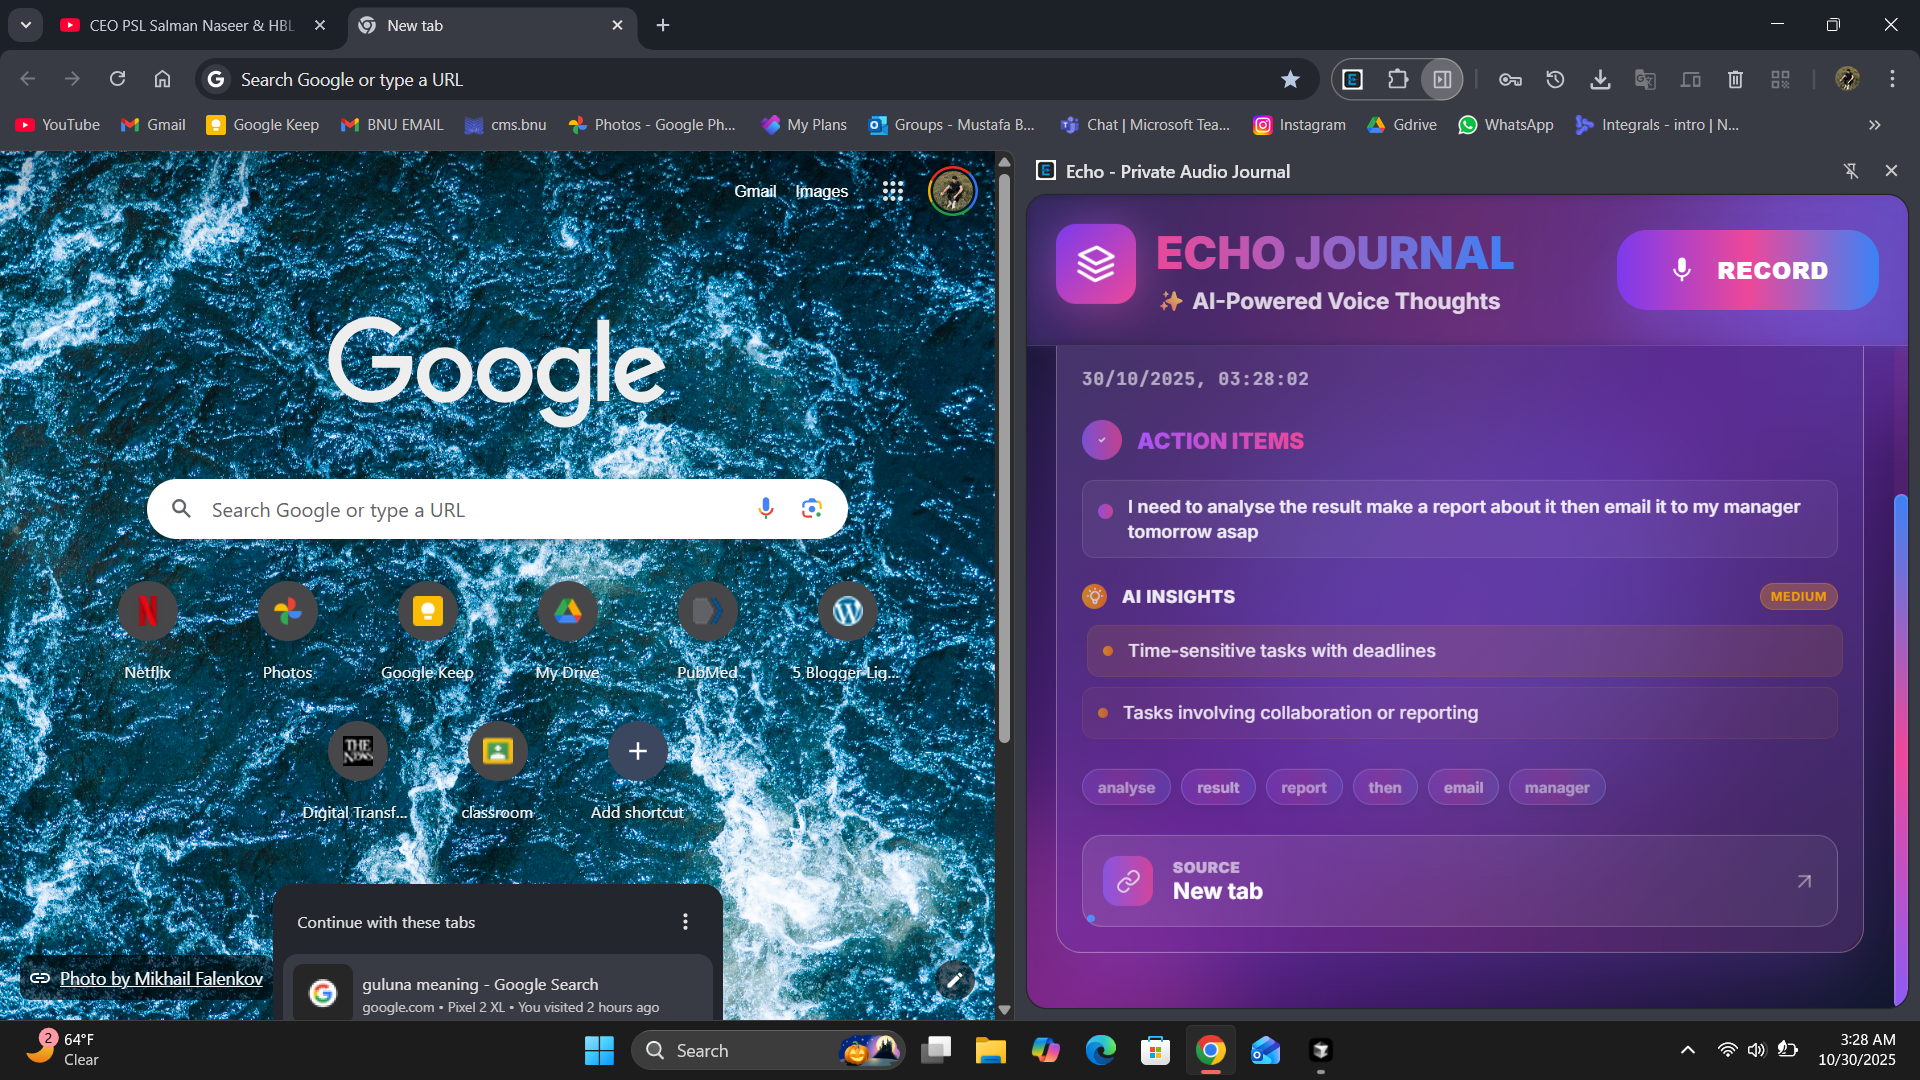 CEO PSL Salman Naseer & HBL
New tab
Search Google or type a URL
YouTube
Gmail
Google Keep
BNU EMAIL
cms.bnu
Photos - Google Ph...
My Plans
Groups - Mustafa B...
Chat | Microsoft Tea...
Instagram
Gdrive
WhatsApp
Integrals - intro | N...
»
Gmail
Images
Google
Search Google or type a URL
Netflix
Photos
Google Keep
My Drive
PubMed
5 Blogger-Lig...
THE NEWS
Digital Transf...
classroom
Add shortcut
Continue with these tabs
guluna meaning - Google Search
google.com • Pixel 2 XL • You visited 2 hours ago
Photo by Mikhail Falenkov
Echo - Private Audio Journal
ECHO JOURNAL
✨ AI-Powered Voice Thoughts
RECORD
30/10/2025, 03:28:02
ACTION ITEMS
I need to analyse the result make a report about it then email it to my manager
tomorrow asap
AI INSIGHTS
MEDIUM
Time-sensitive tasks with deadlines
Tasks involving collaboration or reporting
analyse
result
report
then
email
manager
SOURCE
New tab
2
64°F
Clear
Search
3:28 AM
10/30/2025